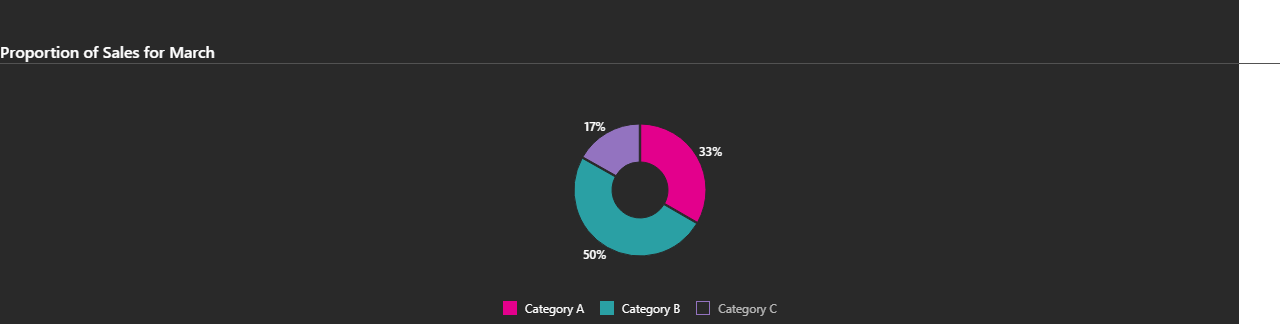 Proportion of Sales for March
17%
33%
50%
Category A
Category B
Category C